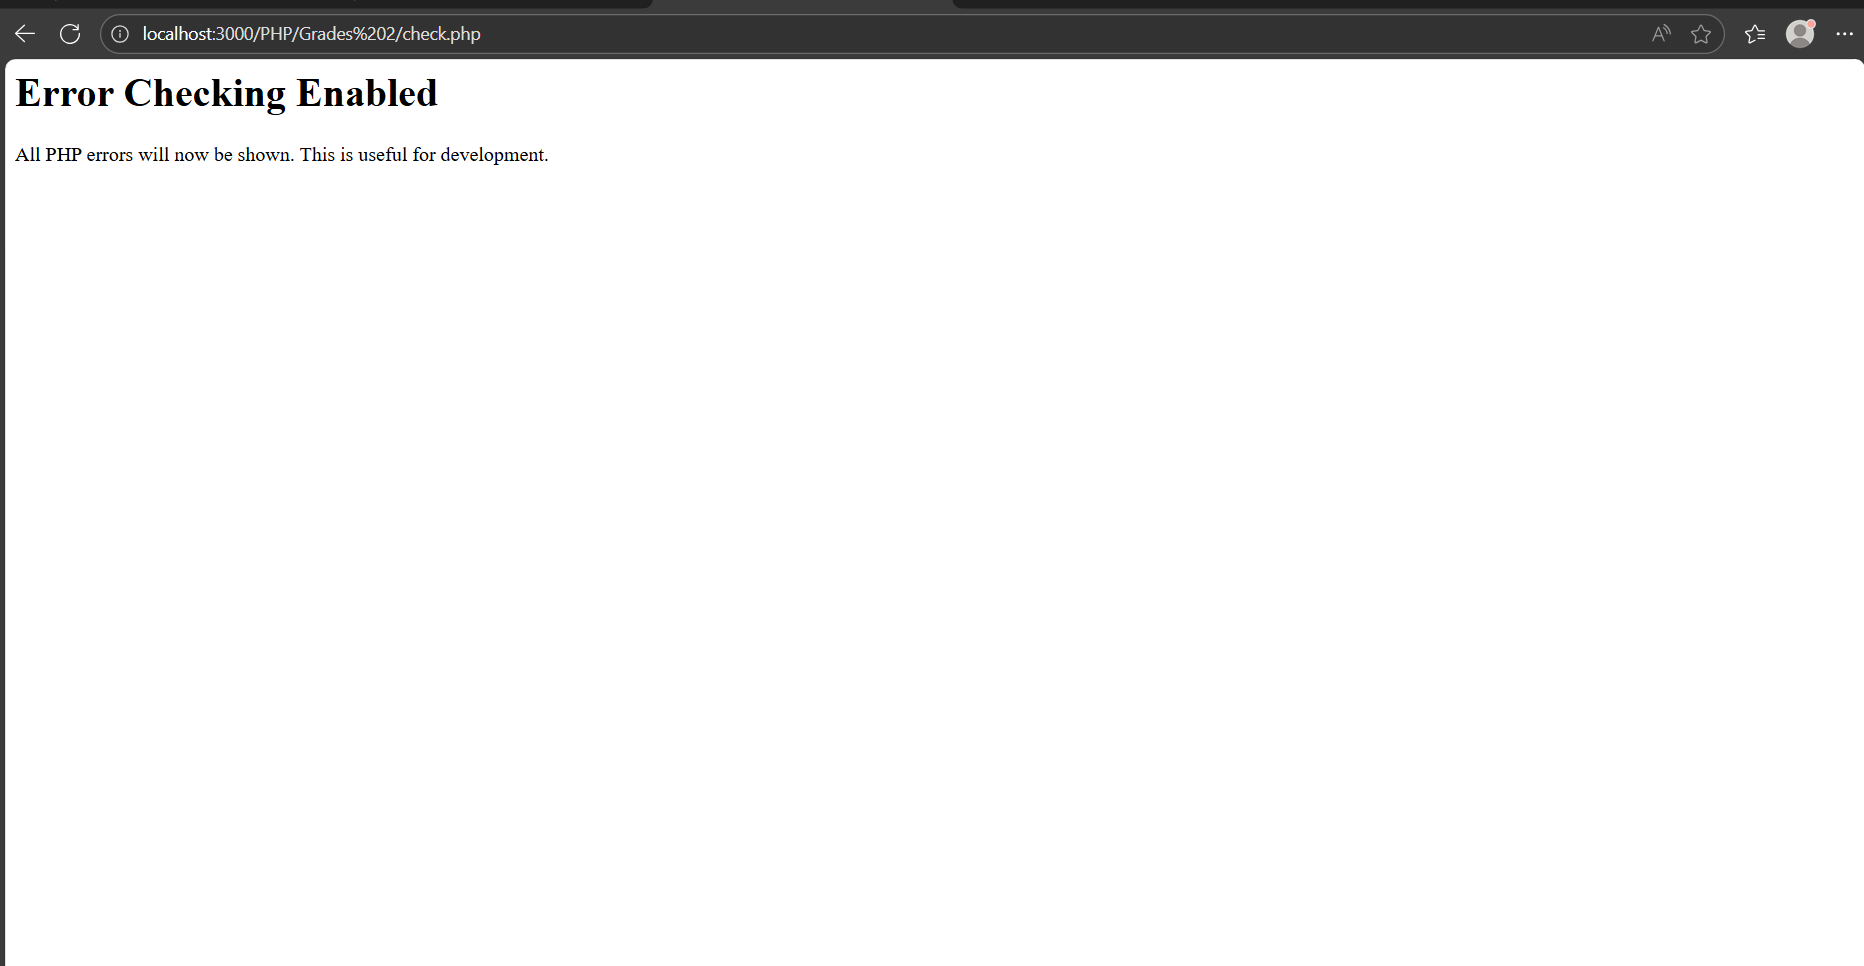 localhost:3000/PHP/Grades%202/check.php
Error Checking Enabled
All PHP errors will now be shown. This is useful for development.